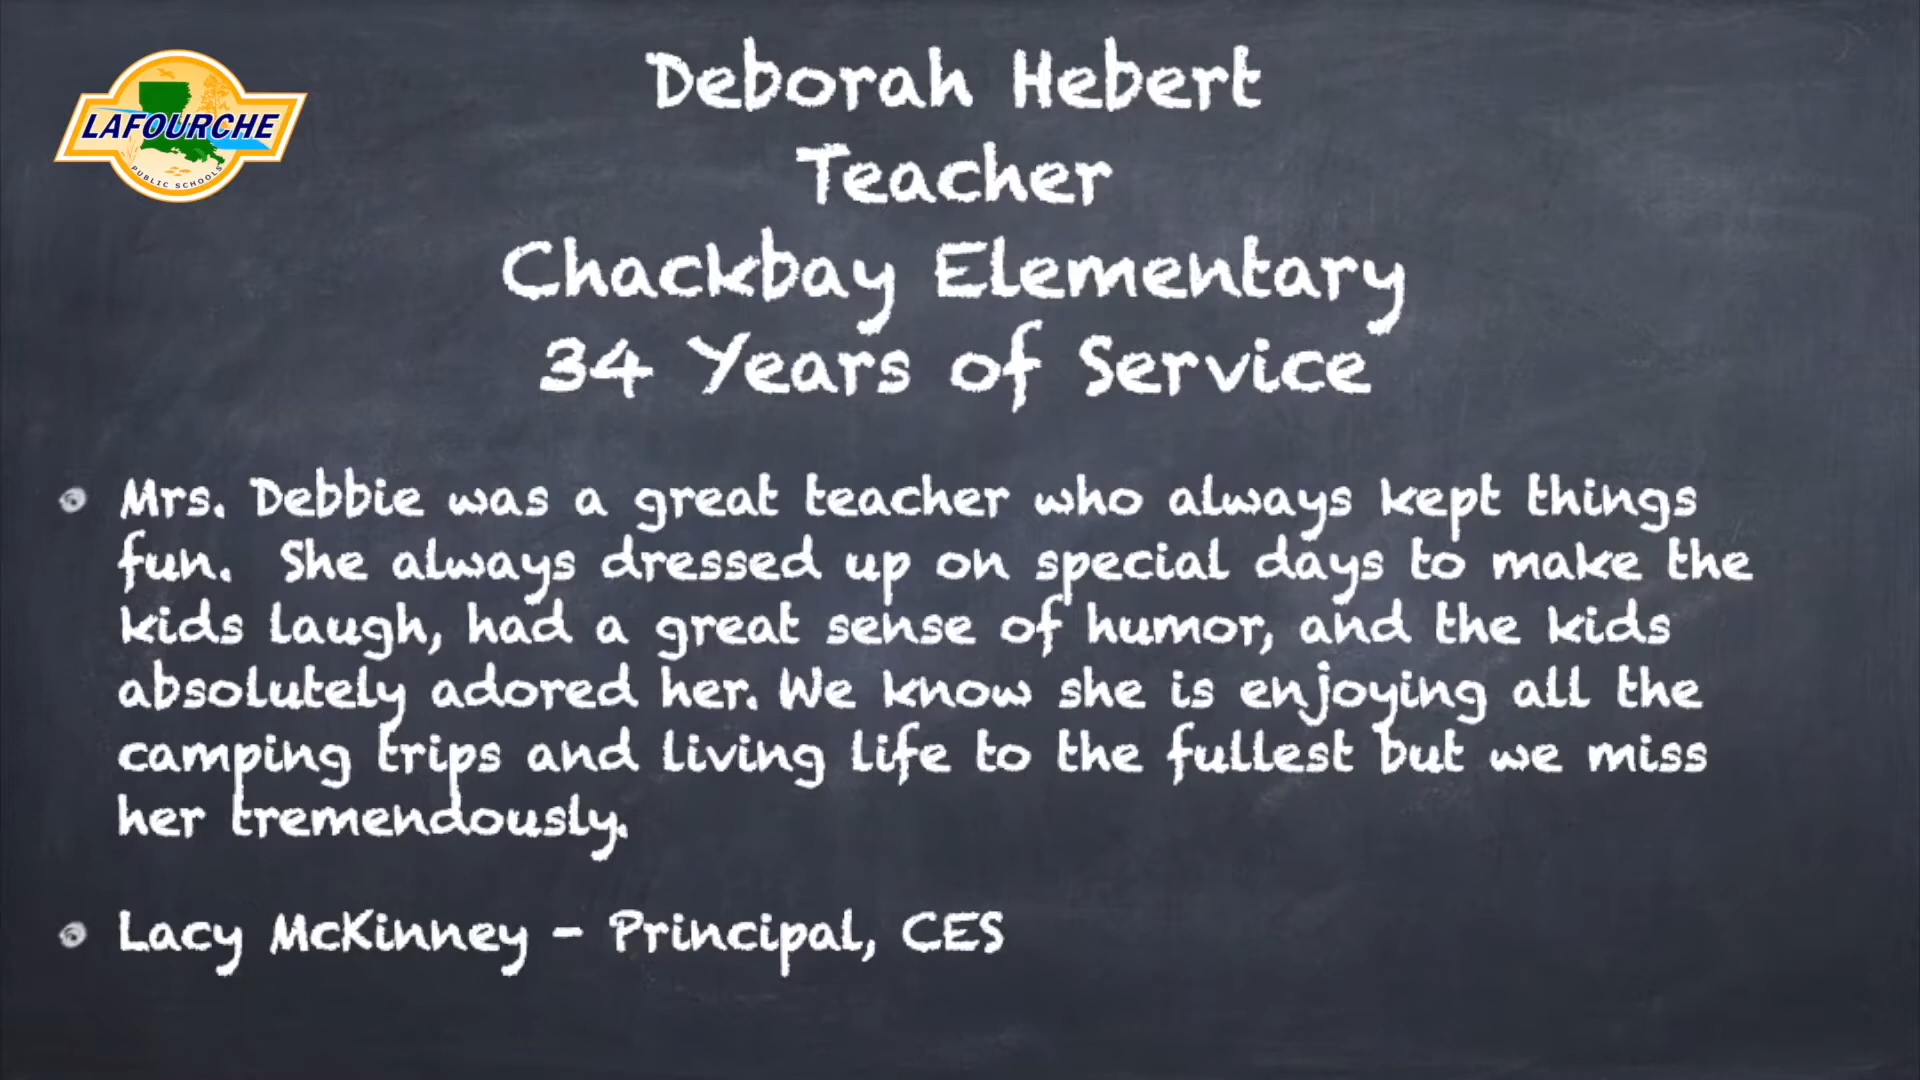 LAFOURCHE
PUBLIC SCHOOLS
Deborah Hebert
Teacher
Chackbay Elementary
34 Years of Service
Mrs. Debbie was a great teacher who always kept things
fun. She always dressed up on special days to make the
kids laugh, had a great sense of humor, and the kids
absolutely adored her. We know she is enjoying all the
camping trips and living life to the fullest but we miss
her tremendously.
Lacy McKinney - Principal, CES